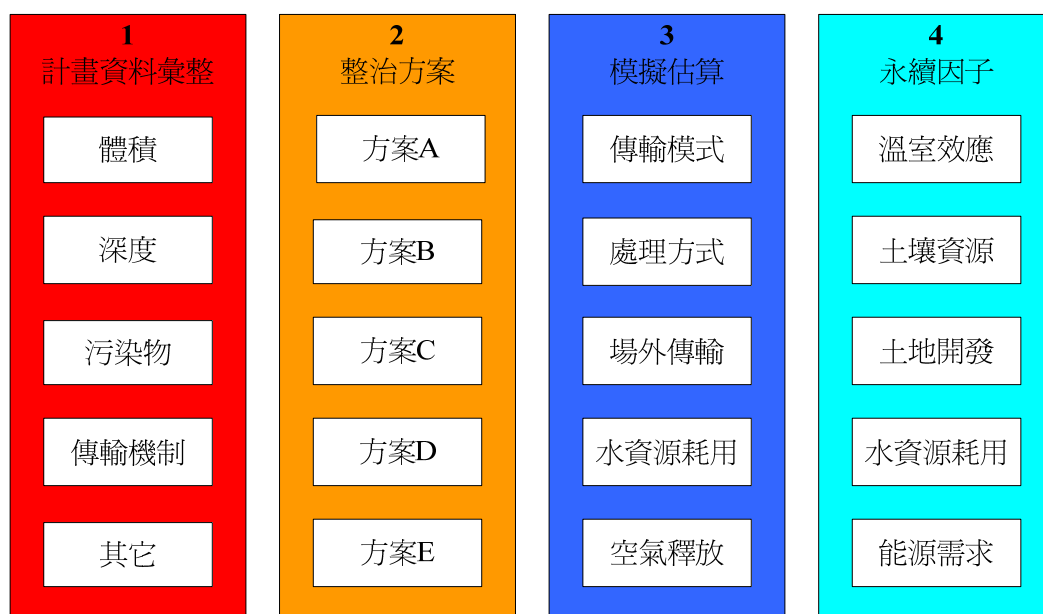 1
計畫資料彙整
體積
深度
污染物
傳輸機制
其它
2
整治方案
方案A
方案B
方案C
方案D
方案E
3
模擬估算
傳輸模式
處理方式
場外傳輸
水資源耗用
空氣釋放
4
永續因子
溫室效應
土壤資源
土地開發
水資源耗用
能源需求